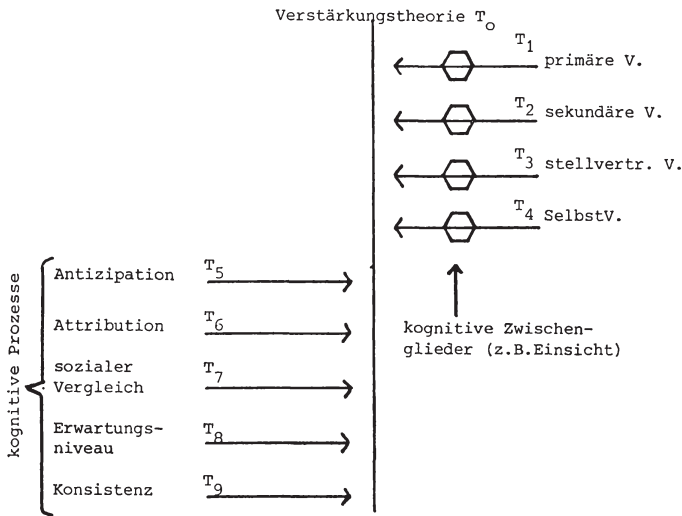 Verstärkungstheorie T₀
T₁ primäre V.
T₂ sekundäre V.
T₃ stellvertr. V.
T₄ SelbstV.
kognitive Zwischen-
glieder (z.B.Einsicht)
kognitive Prozesse
Antizipation T₅
Attribution T₆
sozialer
Vergleich T₇
Erwartungs-
niveau T₈
Konsistenz T₉